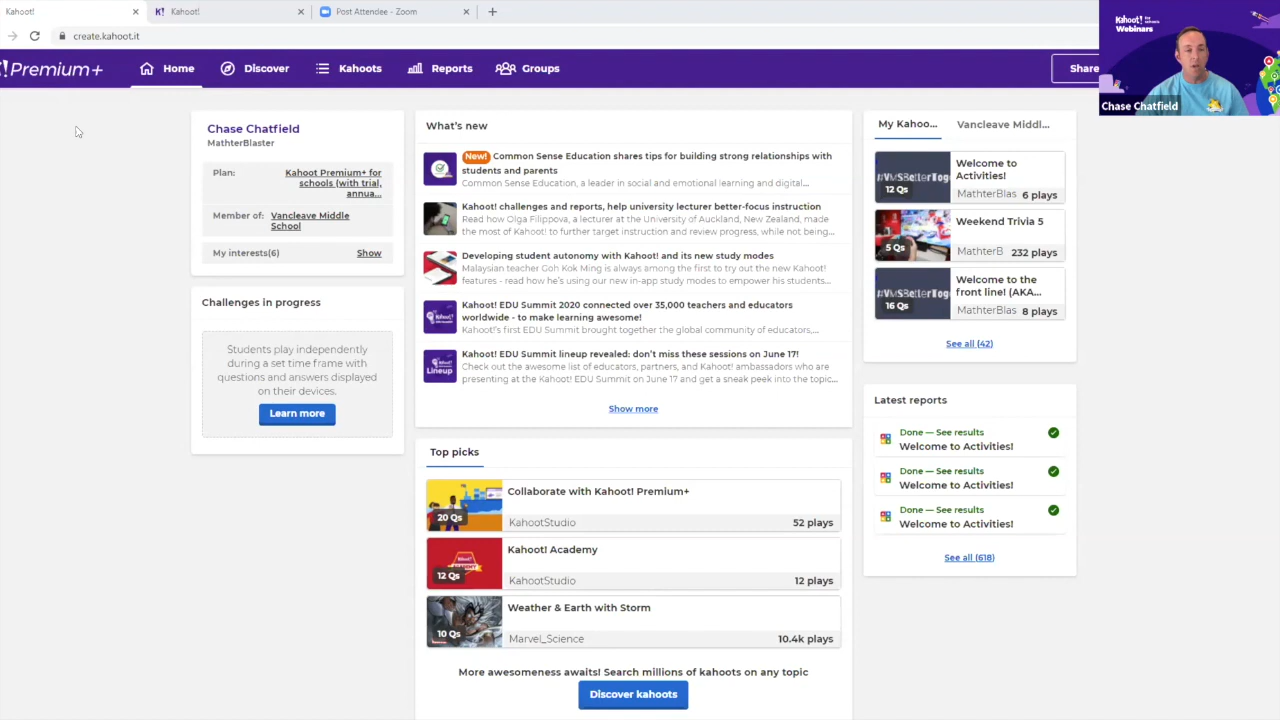 Kahoot!
Kahoot!
Post Attendee - Zoom
create.kahoot.it
K! Premium+
Home
Discover
Kahoots
Reports
Groups
Share
Kahoot! for schools
Webinars
Chase Chatfield
Chase Chatfield
MathterBlaster
Plan:
Kahoot Premium+ for
schools (with trial,
annua...
Member of:
Vancleave Middle
School
My interests(6)
Show
Challenges in progress
Students play independently
during a set time frame with
questions and answers displayed
on their devices.
Learn more
What's new
New! Common Sense Education shares tips for building strong relationships with
students and parents
Common Sense Education, a leader in social and emotional learning and digital...
Kahoot! challenges and reports, help university lecturer better-focus instruction
Read how Olga Filippova, a lecturer at the University of Auckland, New Zealand, made
the most of Kahoot! to further target instruction and review progress, while not being...
Developing student autonomy with Kahoot! and its new study modes
Malaysian teacher Goh Kok Ming is always among the first to try out the new Kahoot!
features - read how he's using our new in-app study modes to empower his students...
Kahoot! EDU Summit 2020 connected over 35,000 teachers and educators
worldwide - to make learning awesome!
Kahoot!'s first EDU Summit brought together the global community of educators,...
Lineup
Kahoot! EDU Summit lineup revealed: don't miss these sessions on June 17!
Check out the awesome list of educators, partners, and Kahoot! ambassadors who are
presenting at the Kahoot! EDU Summit on June 17 and get a sneak peek into the topic...
Show more
Top picks
20 Qs
Collaborate with Kahoot! Premium+
KahootStudio
52 plays
12 Qs
Kahoot! Academy
KahootStudio
12 plays
10 Qs
Weather & Earth with Storm
Marvel_Science
10.4k plays
More awesomeness awaits! Search millions of kahoots on any topic
Discover kahoots
My Kahoo...
Vancleave Middl...
#VMSBetterTog
12 Qs
Welcome to
Activities!
MathterBlas
6 plays
5 Qs
Weekend Trivia 5
MathterB
232 plays
#VMSBetterTog
16 Qs
Welcome to the
front line! (AKA...
MathterBlas
8 plays
See all (42)
Latest reports
Done — See results
Welcome to Activities!
Done — See results
Welcome to Activities!
Done — See results
Welcome to Activities!
See all (618)